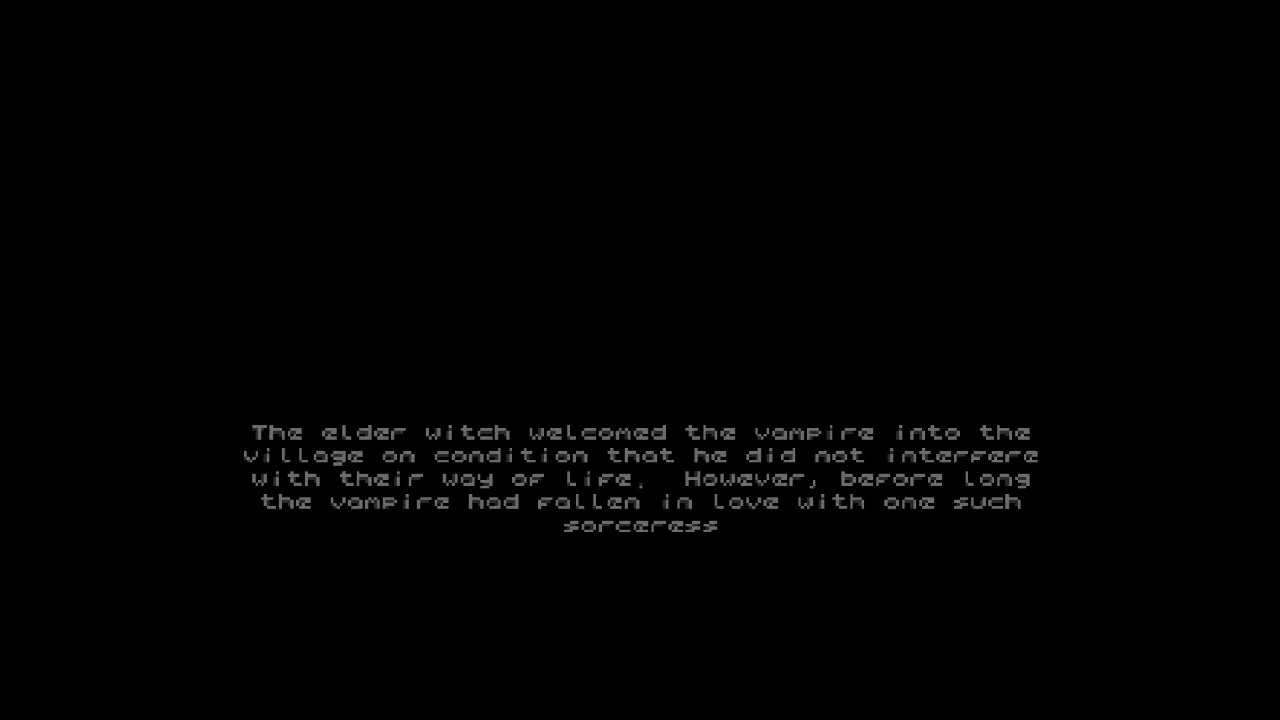 The elder witch welcomed the vampire into the
village on condition that he did not interfere
with their way of life.  However, before long
the vampire had fallen in love with one such
sorceress